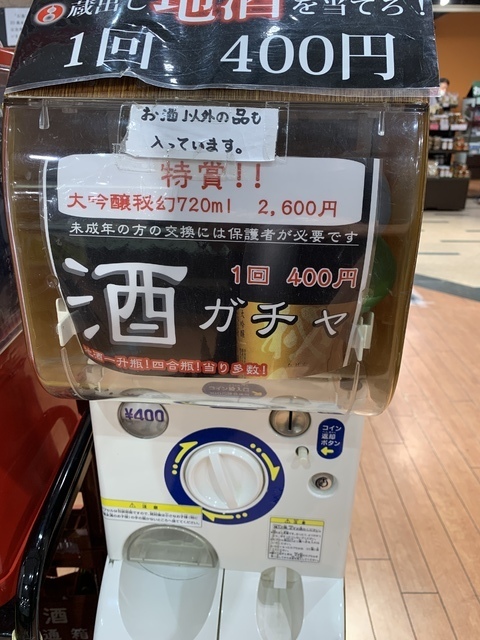 蔵出し地酒を当てろ!
1回 400円
お酒以外の品も
入っています。
特賞!!
大吟醸秘幻720ml 2,600円
未成年の方の交換には保護者が必要です
1回 400円
酒ガチャ
一升瓶!四合瓶!当り多数!
¥400
コイン
返却
ボタン
注意
酒